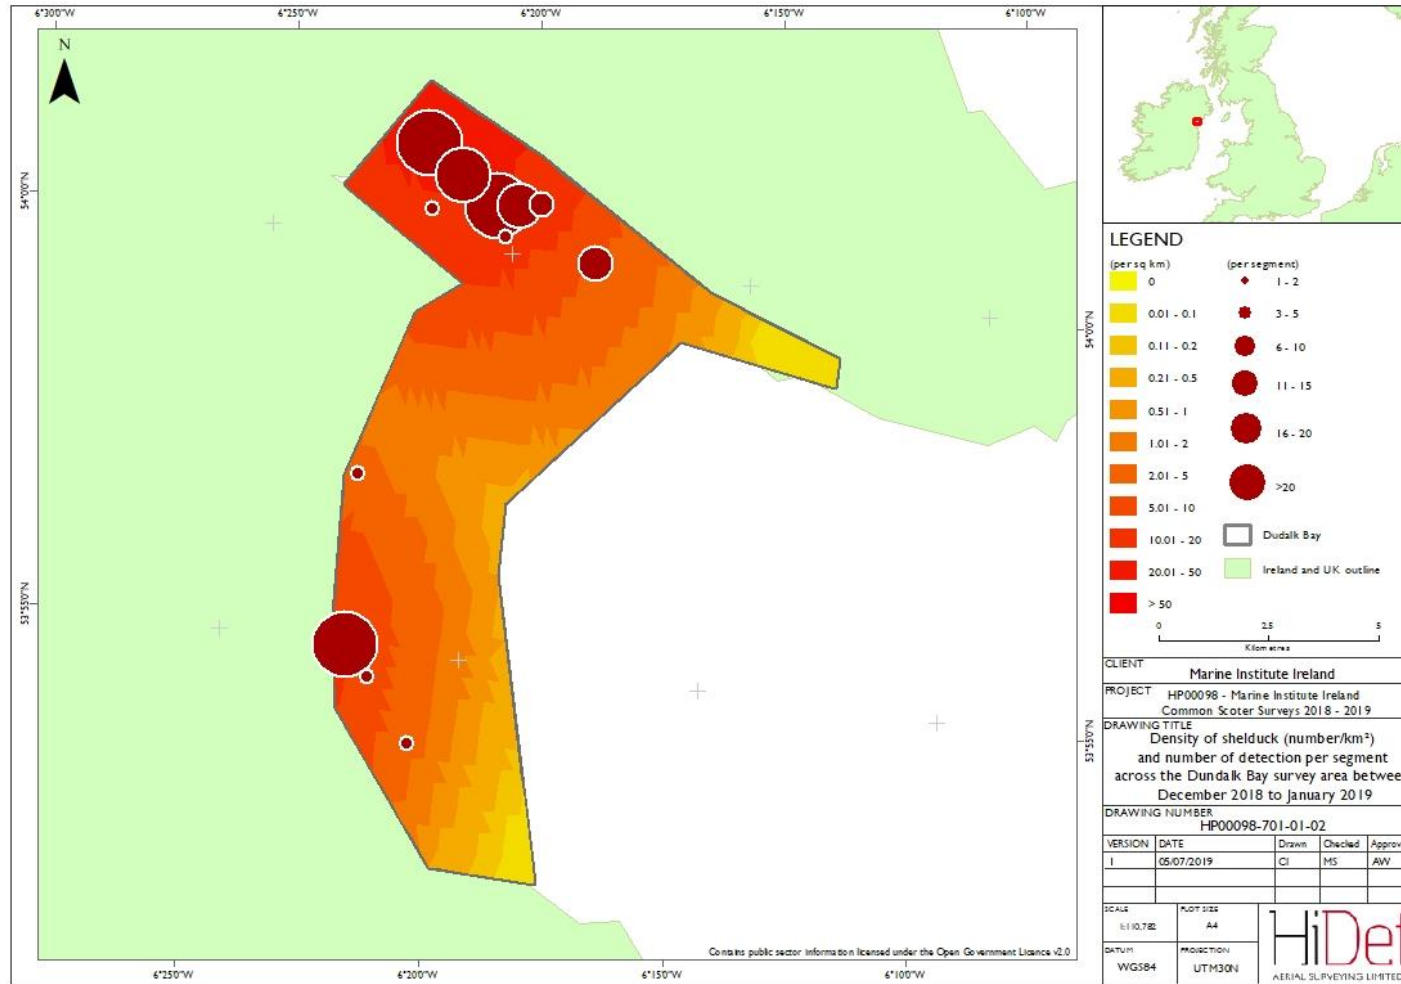 6°30'0"W 6°25'0"W 6°20'0"W 6°15'0"W 6°10'0"W
N
54°0'0"N
54°0'0"N
53°55'0"N
53°55'0"N
Contains public sector information licensed under the Open Government Licence v2.0
6°25'0"W 6°20'0"W 6°15'0"W 6°10'0"W
LEGEND
(per sq km) (per segment)
0 1 - 2
0.01 - 0.1 3 - 5
0.11 - 0.2 6 - 10
0.21 - 0.5 11 - 15
0.51 - 1 16 - 20
1.01 - 2 >20
2.01 - 5
5.01 - 10 Dudalk Bay
10.01 - 20
20.01 - 50 Ireland and UK outline
> 50
0 2.5 5
Kilometres
CLIENT
Marine Institute Ireland
PROJECT HP00098 - Marine Institute Ireland
Common Scoter Surveys 2018 - 2019
DRAWING TITLE
Density of shelduck (number/km²)
and number of detection per segment
across the Dundalk Bay survey area betwee
December 2018 to January 2019
DRAWING NUMBER
HP00098-701-01-02
VERSION DATE Drawn Checked Approv
1 05/07/2019 CI MS AW
SCALE PLOT SIZE
1:110,782 A4
DATUM PROJECTION
WGS84 UTM30N
HiDef
AERIAL SURVEYING LIMITED